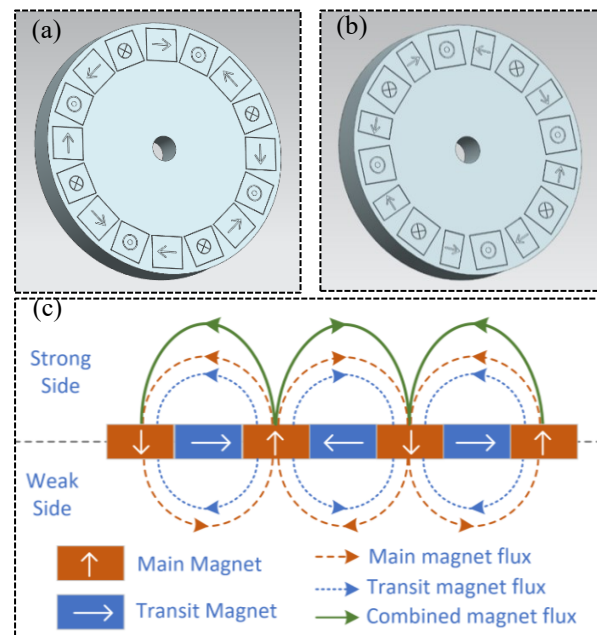 (a)
(b)
(c)
Strong
Side
Weak
Side
Main Magnet
Transit Magnet
Main magnet flux
Transit magnet flux
Combined magnet flux